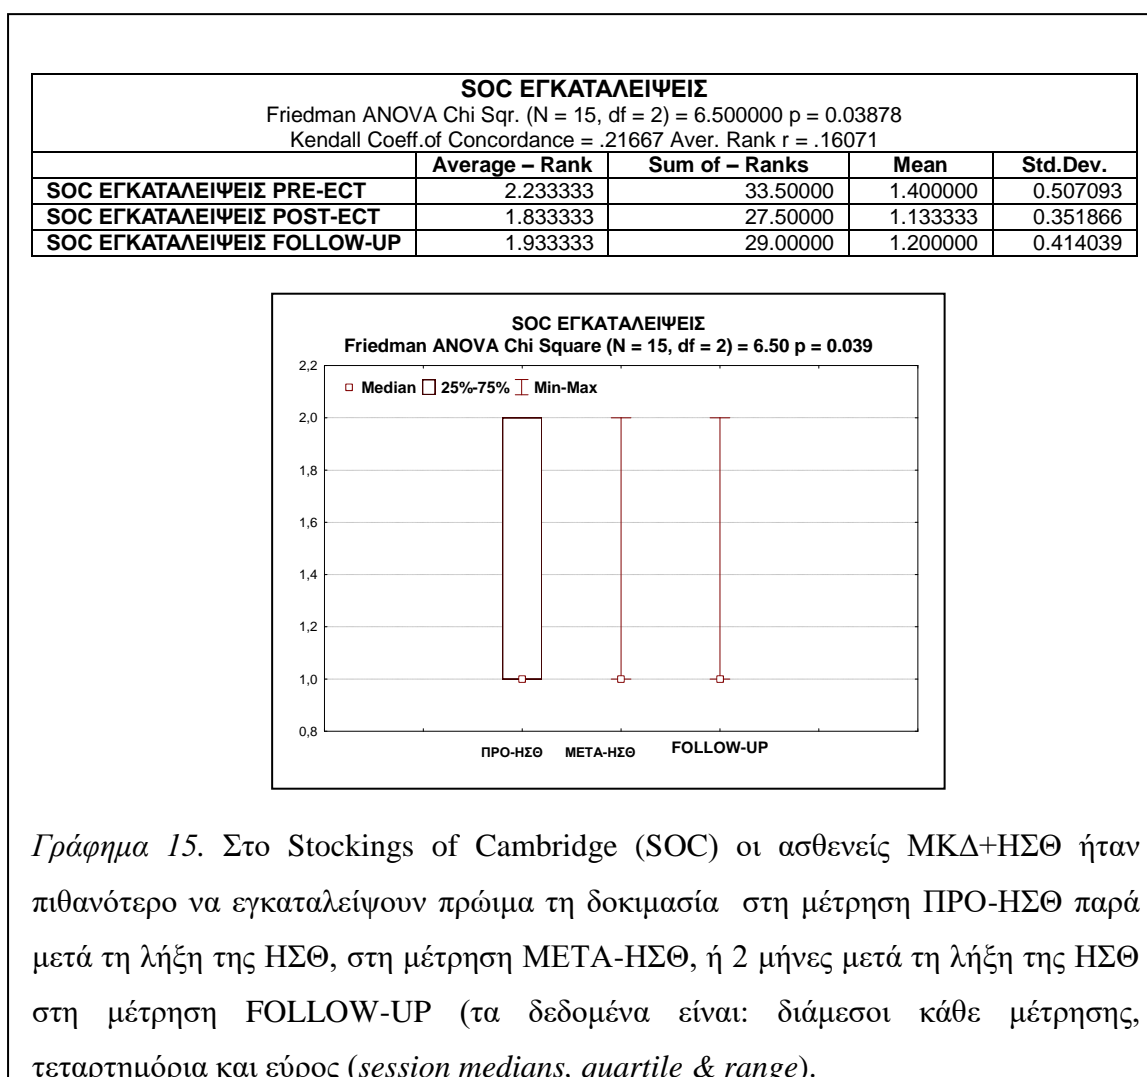 SOC ΕΓΚΑΤΑΛΕΙΨΕΙΣ
Friedman ANOVA Chi Sqr. (N = 15, df = 2) = 6.500000 p = 0.03878
Kendall Coeff.of Concordance = .21667 Aver. Rank r = .16071
Average – Rank Sum of – Ranks Mean Std.Dev.
SOC ΕΓΚΑΤΑΛΕΙΨΕΙΣ PRE-ECT 2.233333 33.50000 1.400000 0.507093
SOC ΕΓΚΑΤΑΛΕΙΨΕΙΣ POST-ECT 1.833333 27.50000 1.133333 0.351866
SOC ΕΓΚΑΤΑΛΕΙΨΕΙΣ FOLLOW-UP 1.933333 29.00000 1.200000 0.414039
SOC ΕΓΚΑΤΑΛΕΙΨΕΙΣ
Friedman ANOVA Chi Square (N = 15, df = 2) = 6.50 p = 0.039
2,2
Median 25%-75% Min-Max
2,0
1,8
1,6
1,4
1,2
1,0
0,8
ΠΡΟ-ΗΣΘ ΜΕΤΑ-ΗΣΘ FOLLOW-UP
Γράφημα 15. Στο Stockings of Cambridge (SOC) οι ασθενείς ΜΚΔ+ΗΣΘ ήταν
πιθανότερο να εγκαταλείψουν πρώιμα τη δοκιμασία στη μέτρηση ΠΡΟ-ΗΣΘ παρά
μετά τη λήξη της ΗΣΘ, στη μέτρηση ΜΕΤΑ-ΗΣΘ, ή 2 μήνες μετά τη λήξη της ΗΣΘ
στη μέτρηση FOLLOW-UP (τα δεδομένα είναι: διάμεσοι κάθε μέτρησης,
τεταρτημόρια και εύρος (session medians, quartile & range).